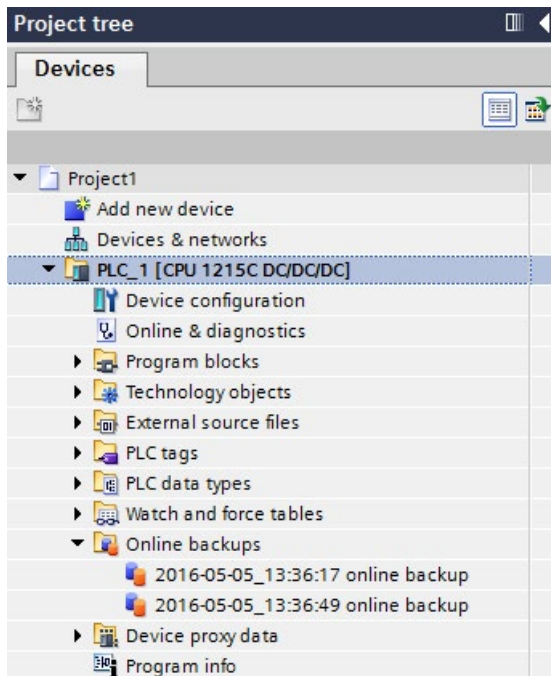 Project tree
Devices
Project1
Add new device
Devices & networks
PLC_1 [CPU 1215C DC/DC/DC]
Device configuration
Online & diagnostics
Program blocks
Technology objects
External source files
PLC tags
PLC data types
Watch and force tables
Online backups
2016-05-05_13:36:17 online backup
2016-05-05_13:36:49 online backup
Device proxy data
Program info